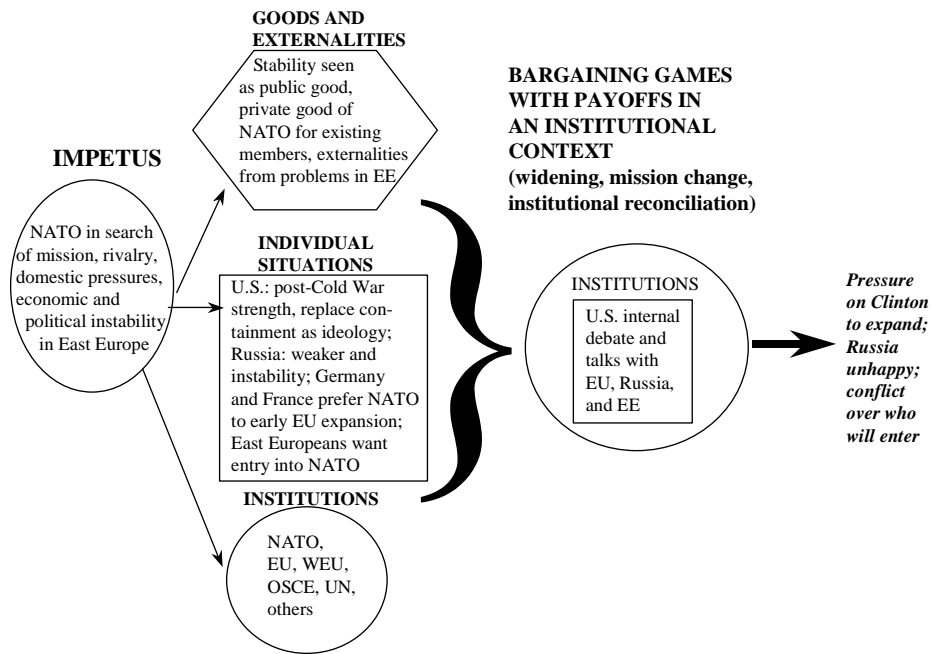 IMPETUS
NATO in search
of mission, rivalry,
domestic pressures,
economic and
political instability
in East Europe
GOODS AND
EXTERNALITIES
Stability seen
as public good,
private good of
NATO for existing
members, externalities
from problems in EE
INDIVIDUAL
SITUATIONS
U.S.: post-Cold War
strength, replace con-
tainment as ideology;
Russia: weaker and
instability; Germany
and France prefer NATO
to early EU expansion;
East Europeans want
entry into NATO
INSTITUTIONS
NATO,
EU, WEU,
OSCE, UN,
others
BARGAINING GAMES
WITH PAYOFFS IN
AN INSTITUTIONAL
CONTEXT
(widening, mission change,
institutional reconciliation)
INSTITUTIONS
U.S. internal
debate and
talks with
EU, Russia,
and EE
Pressure
on Clinton
to expand;
Russia
unhappy;
conflict
over who
will enter